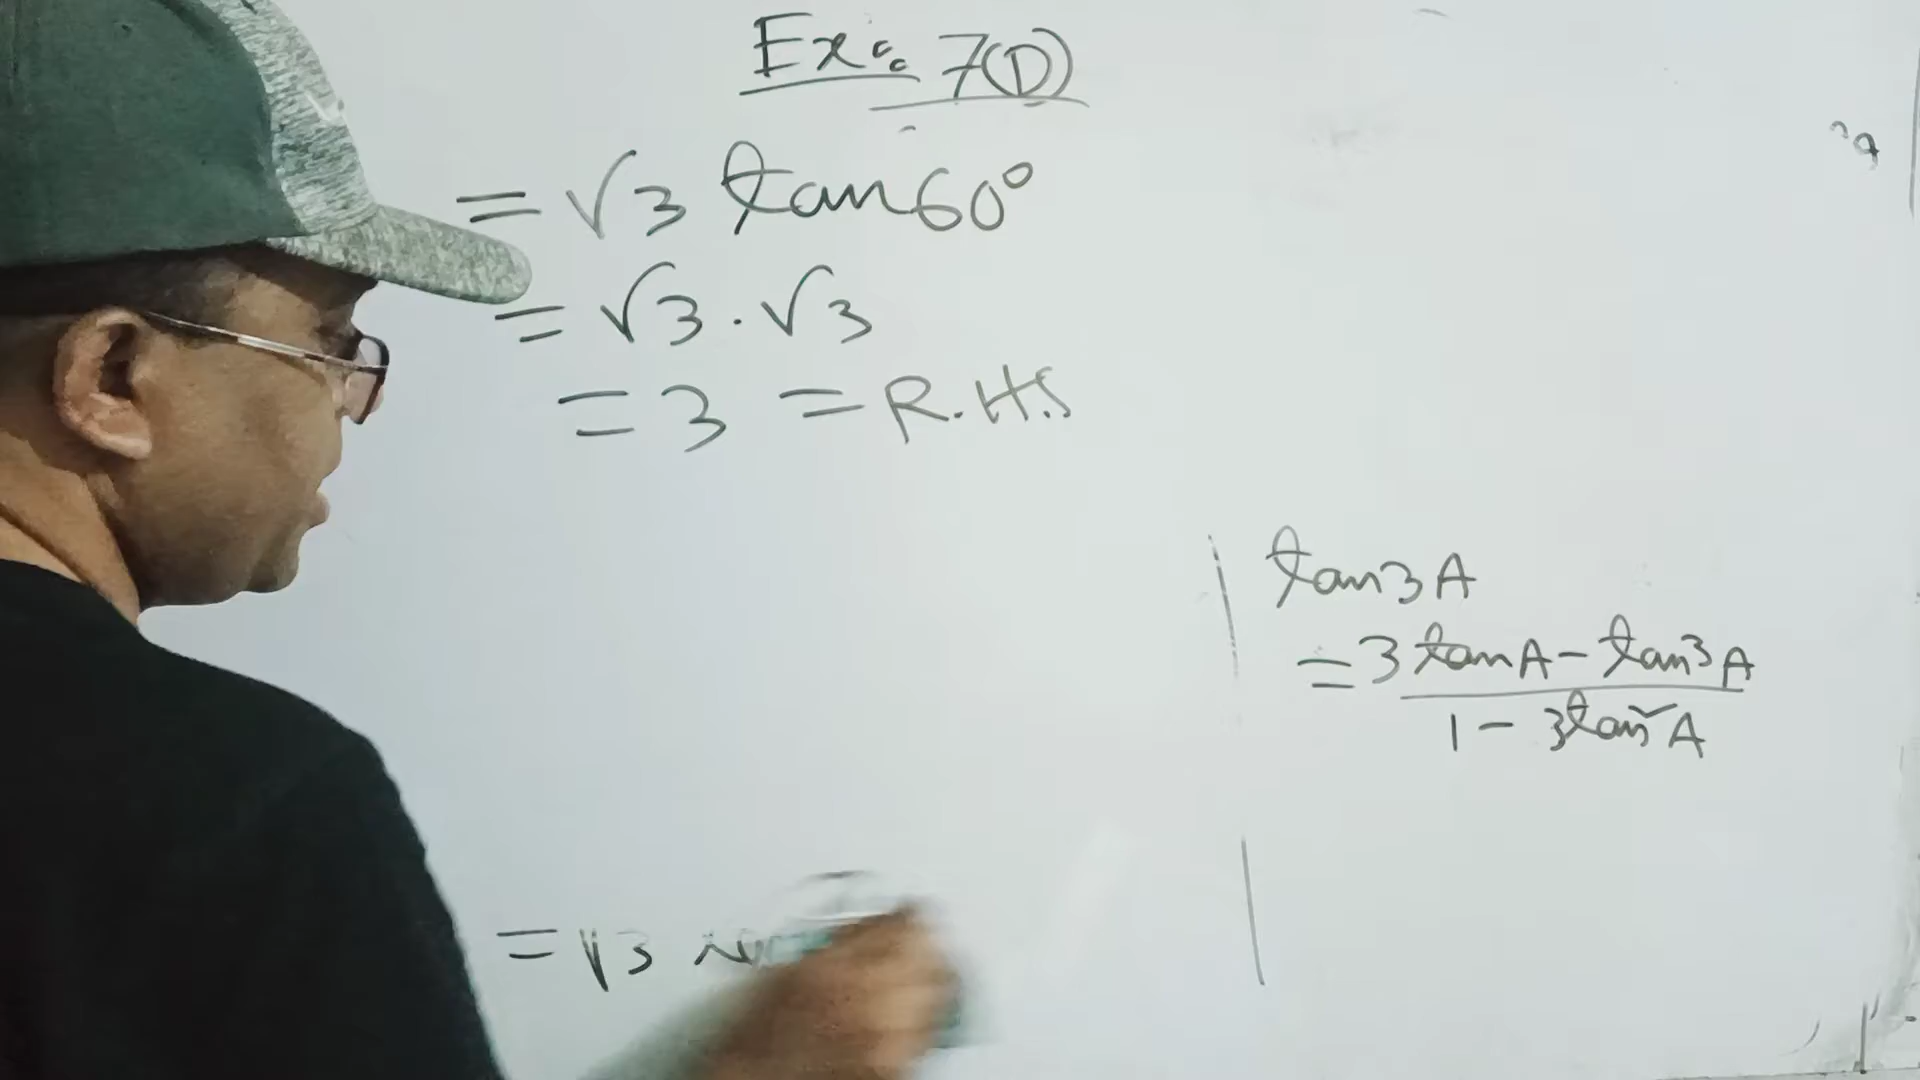 Ex: 7(D)
= √3 tan60°
= √3 . √3
= 3 = R.H.S
tan3A
= 3tanA - tan³A
1 - 3tan²A
= √3